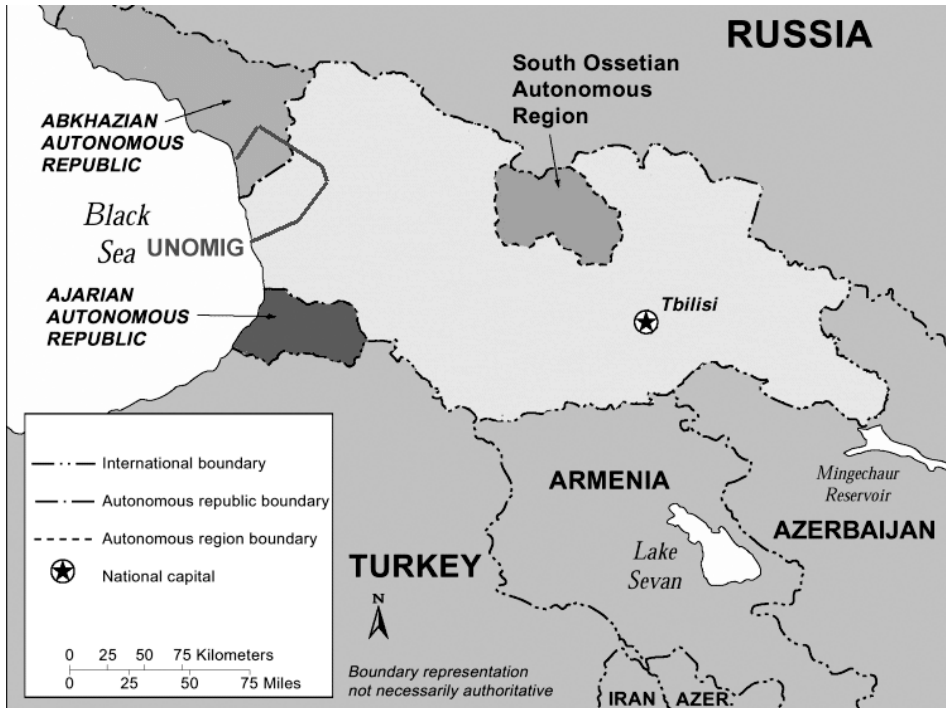 RUSSIA
South Ossetian
Autonomous
Region
ABKHAZIAN
AUTONOMOUS
REPUBLIC
Black
Sea
UNOMIG
AJARIAN
AUTONOMOUS
REPUBLIC
Tbilisi
International boundary
Autonomous republic boundary
Autonomous region boundary
National capital
0 25 50 75 Kilometers
0 25 50 75 Miles
ARMENIA
Mingechaur
Reservoir
AZERBAIJAN
TURKEY
Lake
Sevan
N
Boundary representation
not necessarily authoritative
IRAN
AZER.